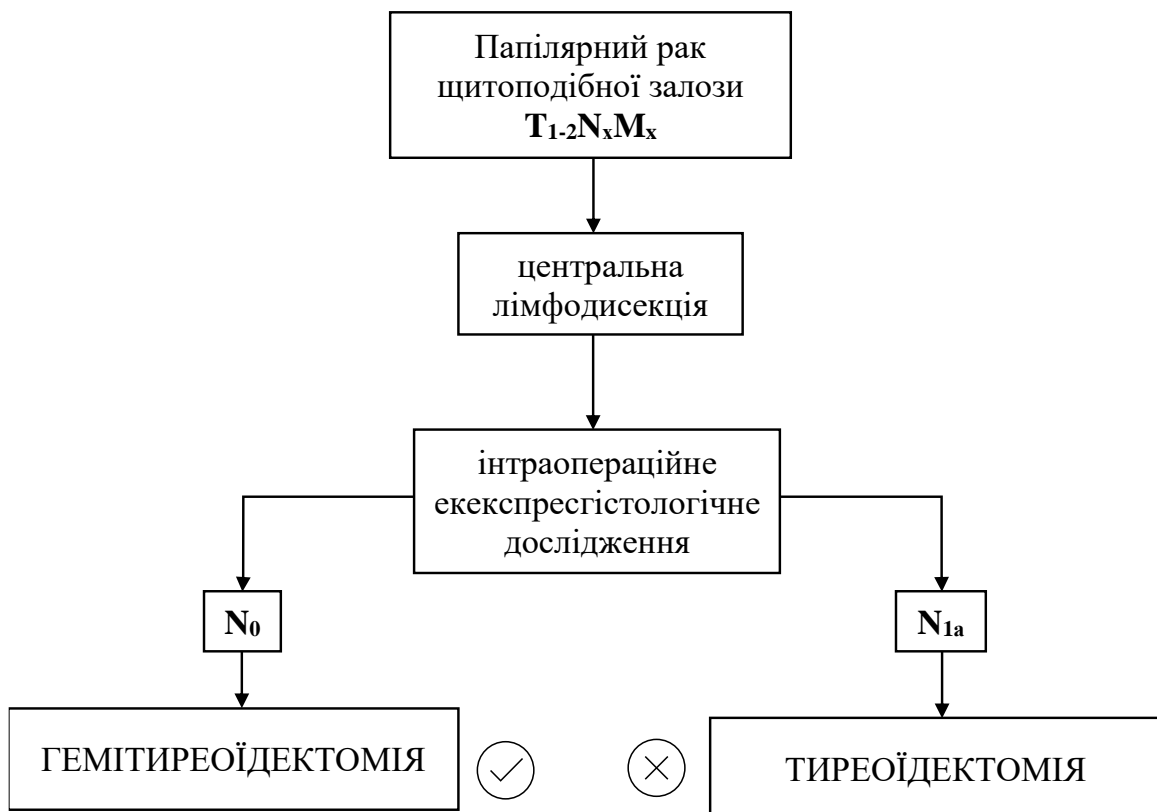 Папілярний рак
щитоподібної залози
T₁₋₂NₓMₓ
центральна
лімфодисекція
інтраопераційне
екекспресгістологічне
дослідження
N₀
N₁ₐ
ГЕМІТИРЕОЇДЕКТОМІЯ
ТИРЕОЇДЕКТОМІЯ